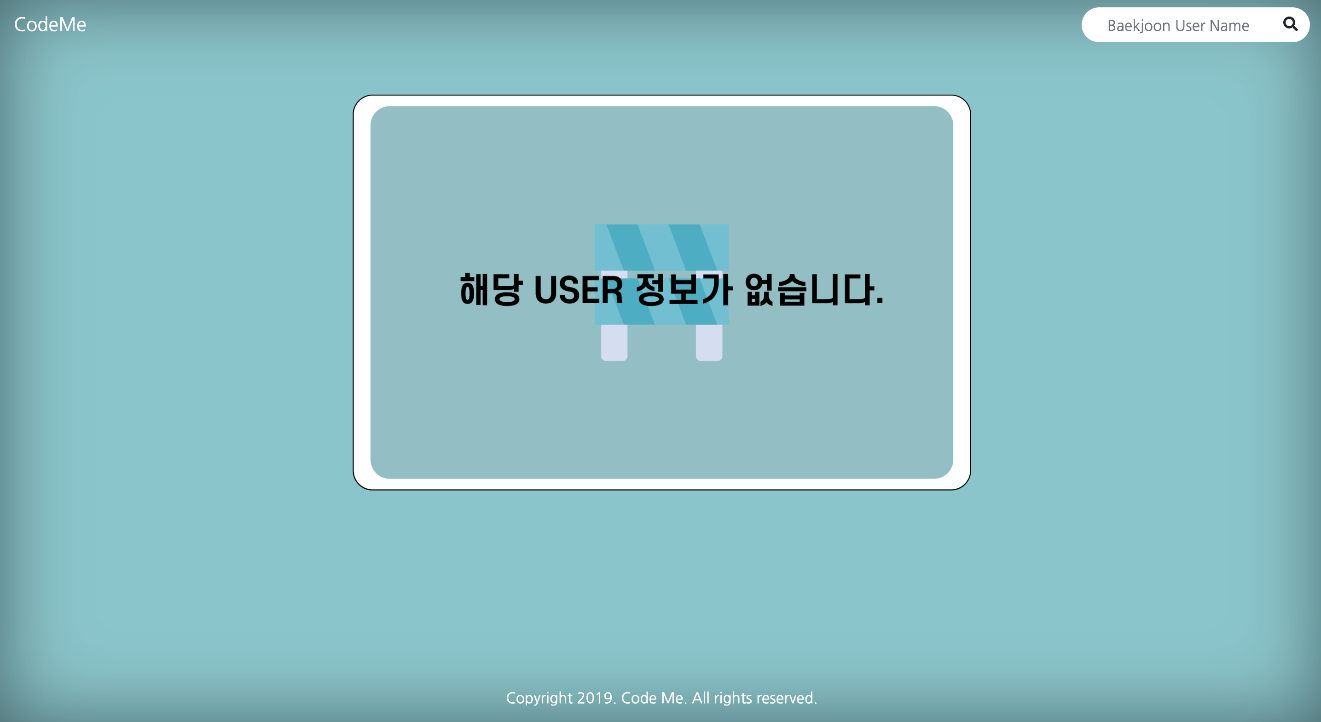 CodeMe
Baekjoon User Name
해당 USER 정보가 없습니다.
Copyright 2019. Code Me. All rights reserved.